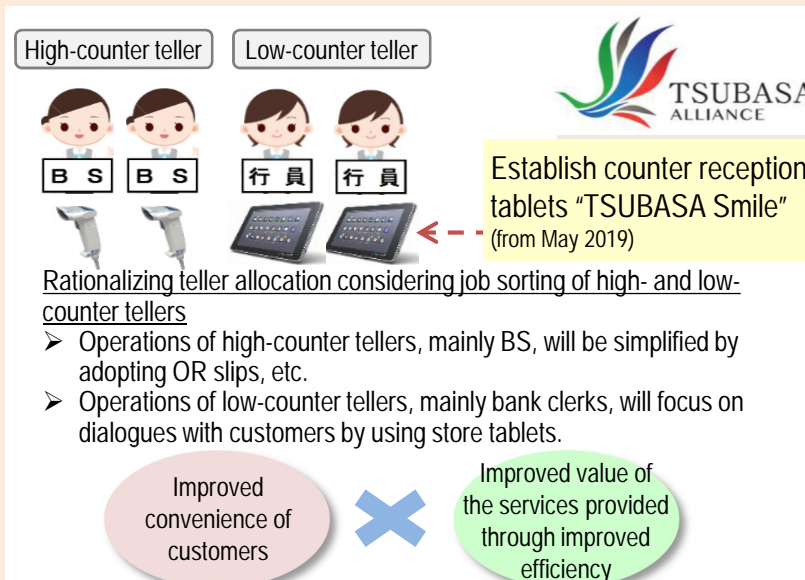 High-counter teller
Low-counter teller
TSUBASA
ALLIANCE
B S
B S
行 員
行 員
Establish counter reception
tablets “TSUBASA Smile”
(from May 2019)
Rationalizing teller allocation considering job sorting of high- and low-
counter tellers
➢ Operations of high-counter tellers, mainly BS, will be simplified by
adopting OR slips, etc.
➢ Operations of low-counter tellers, mainly bank clerks, will focus on
dialogues with customers by using store tablets.
Improved
convenience of
customers
Improved value of
the services provided
through improved
efficiency